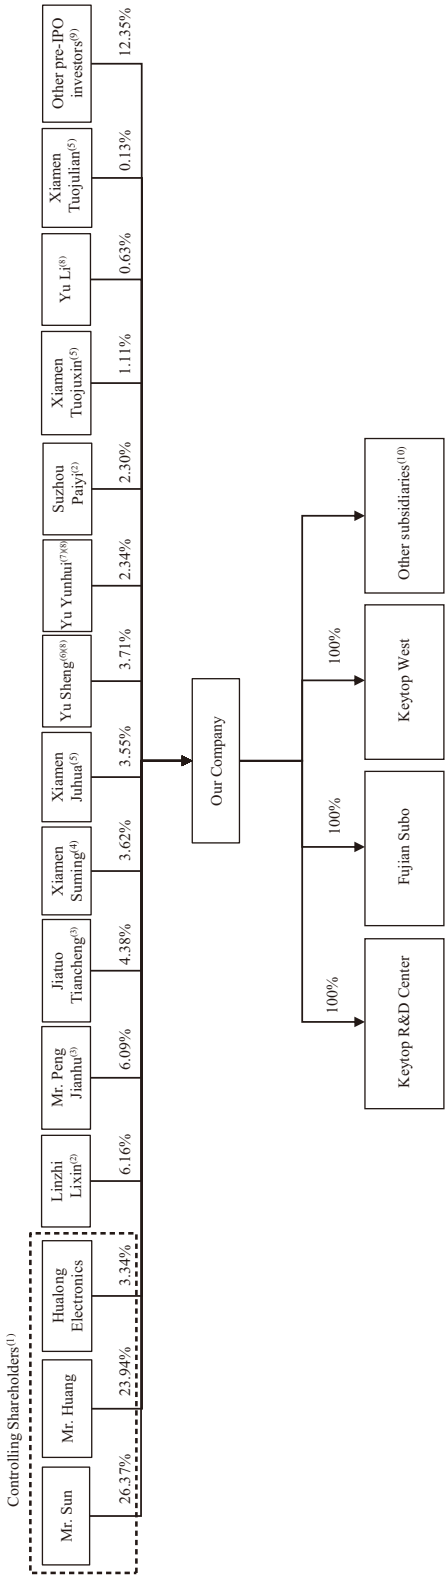 Controlling Shareholders(1)
Mr. Sun
Mr. Huang
Hualong
Electronics
Linzhi
Lixin(2)
Mr. Peng
Jianhu(3)
Jiatuo
Tiancheng(3)
Xiamen
Suming(4)
Xiamen
Juhua(5)
Yu Sheng(6)(8)
Yu Yunhui(7)(8)
Suzhou
Paiyi(2)
Xiamen
Tuojuxin(5)
Yu Li(8)
Xiamen
Tuojulian(5)
Other pre-IPO
investors(9)
26.37%
23.94%
3.34%
6.16%
6.09%
4.38%
3.62%
3.55%
3.71%
2.34%
2.30%
1.11%
0.63%
0.13%
12.35%
Our Company
100%
100%
100%
Keytop R&D Center
Fujian Subo
Keytop West
Other subsidiaries(10)